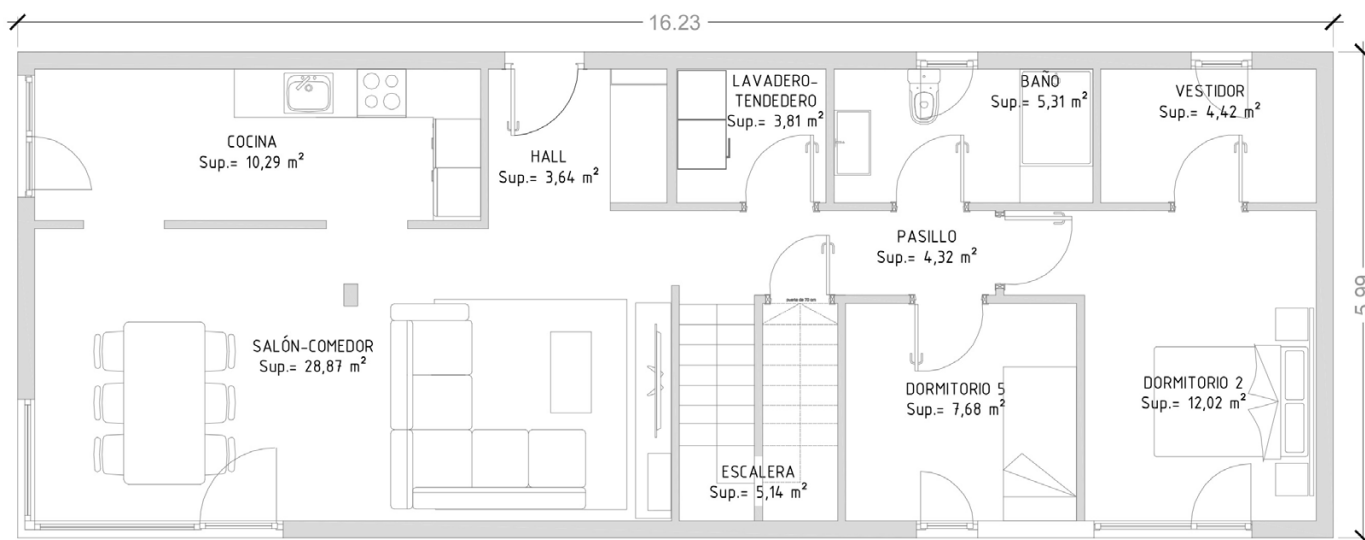 16.23
COCINA
Sup.= 10,29 m²
HALL
Sup.= 3,64 m²
LAVADERO-
TENDEDERO
Sup.= 3,81 m²
BAÑO
Sup.= 5,31 m²
VESTIDOR
Sup.= 4,42 m²
PASILLO
Sup.= 4,32 m²
5.99
SALÓN-COMEDOR
Sup.= 28,87 m²
DORMITORIO 5
Sup.= 7,68 m²
DORMITORIO 2
Sup.= 12,02 m²
ESCALERA
Sup.= 5,14 m²